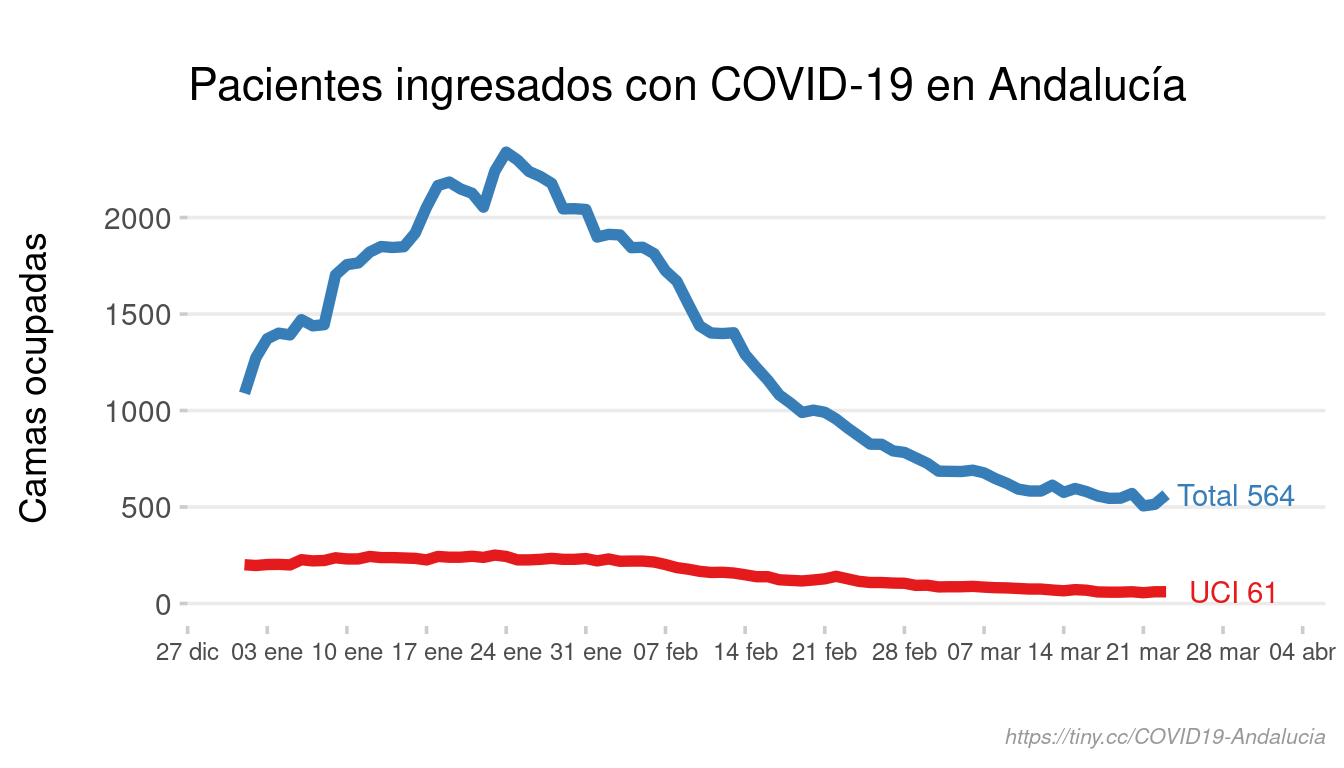 Pacientes ingresados con COVID-19 en Andalucía
Camas ocupadas
2000
1500
1000
500
0
Total 564
UCI 61
27 dic 03 ene 10 ene 17 ene 24 ene 31 ene 07 feb 14 feb 21 feb 28 feb 07 mar 14 mar 21 mar 28 mar 04 abr
https://tiny.cc/COVID19-Andalucia